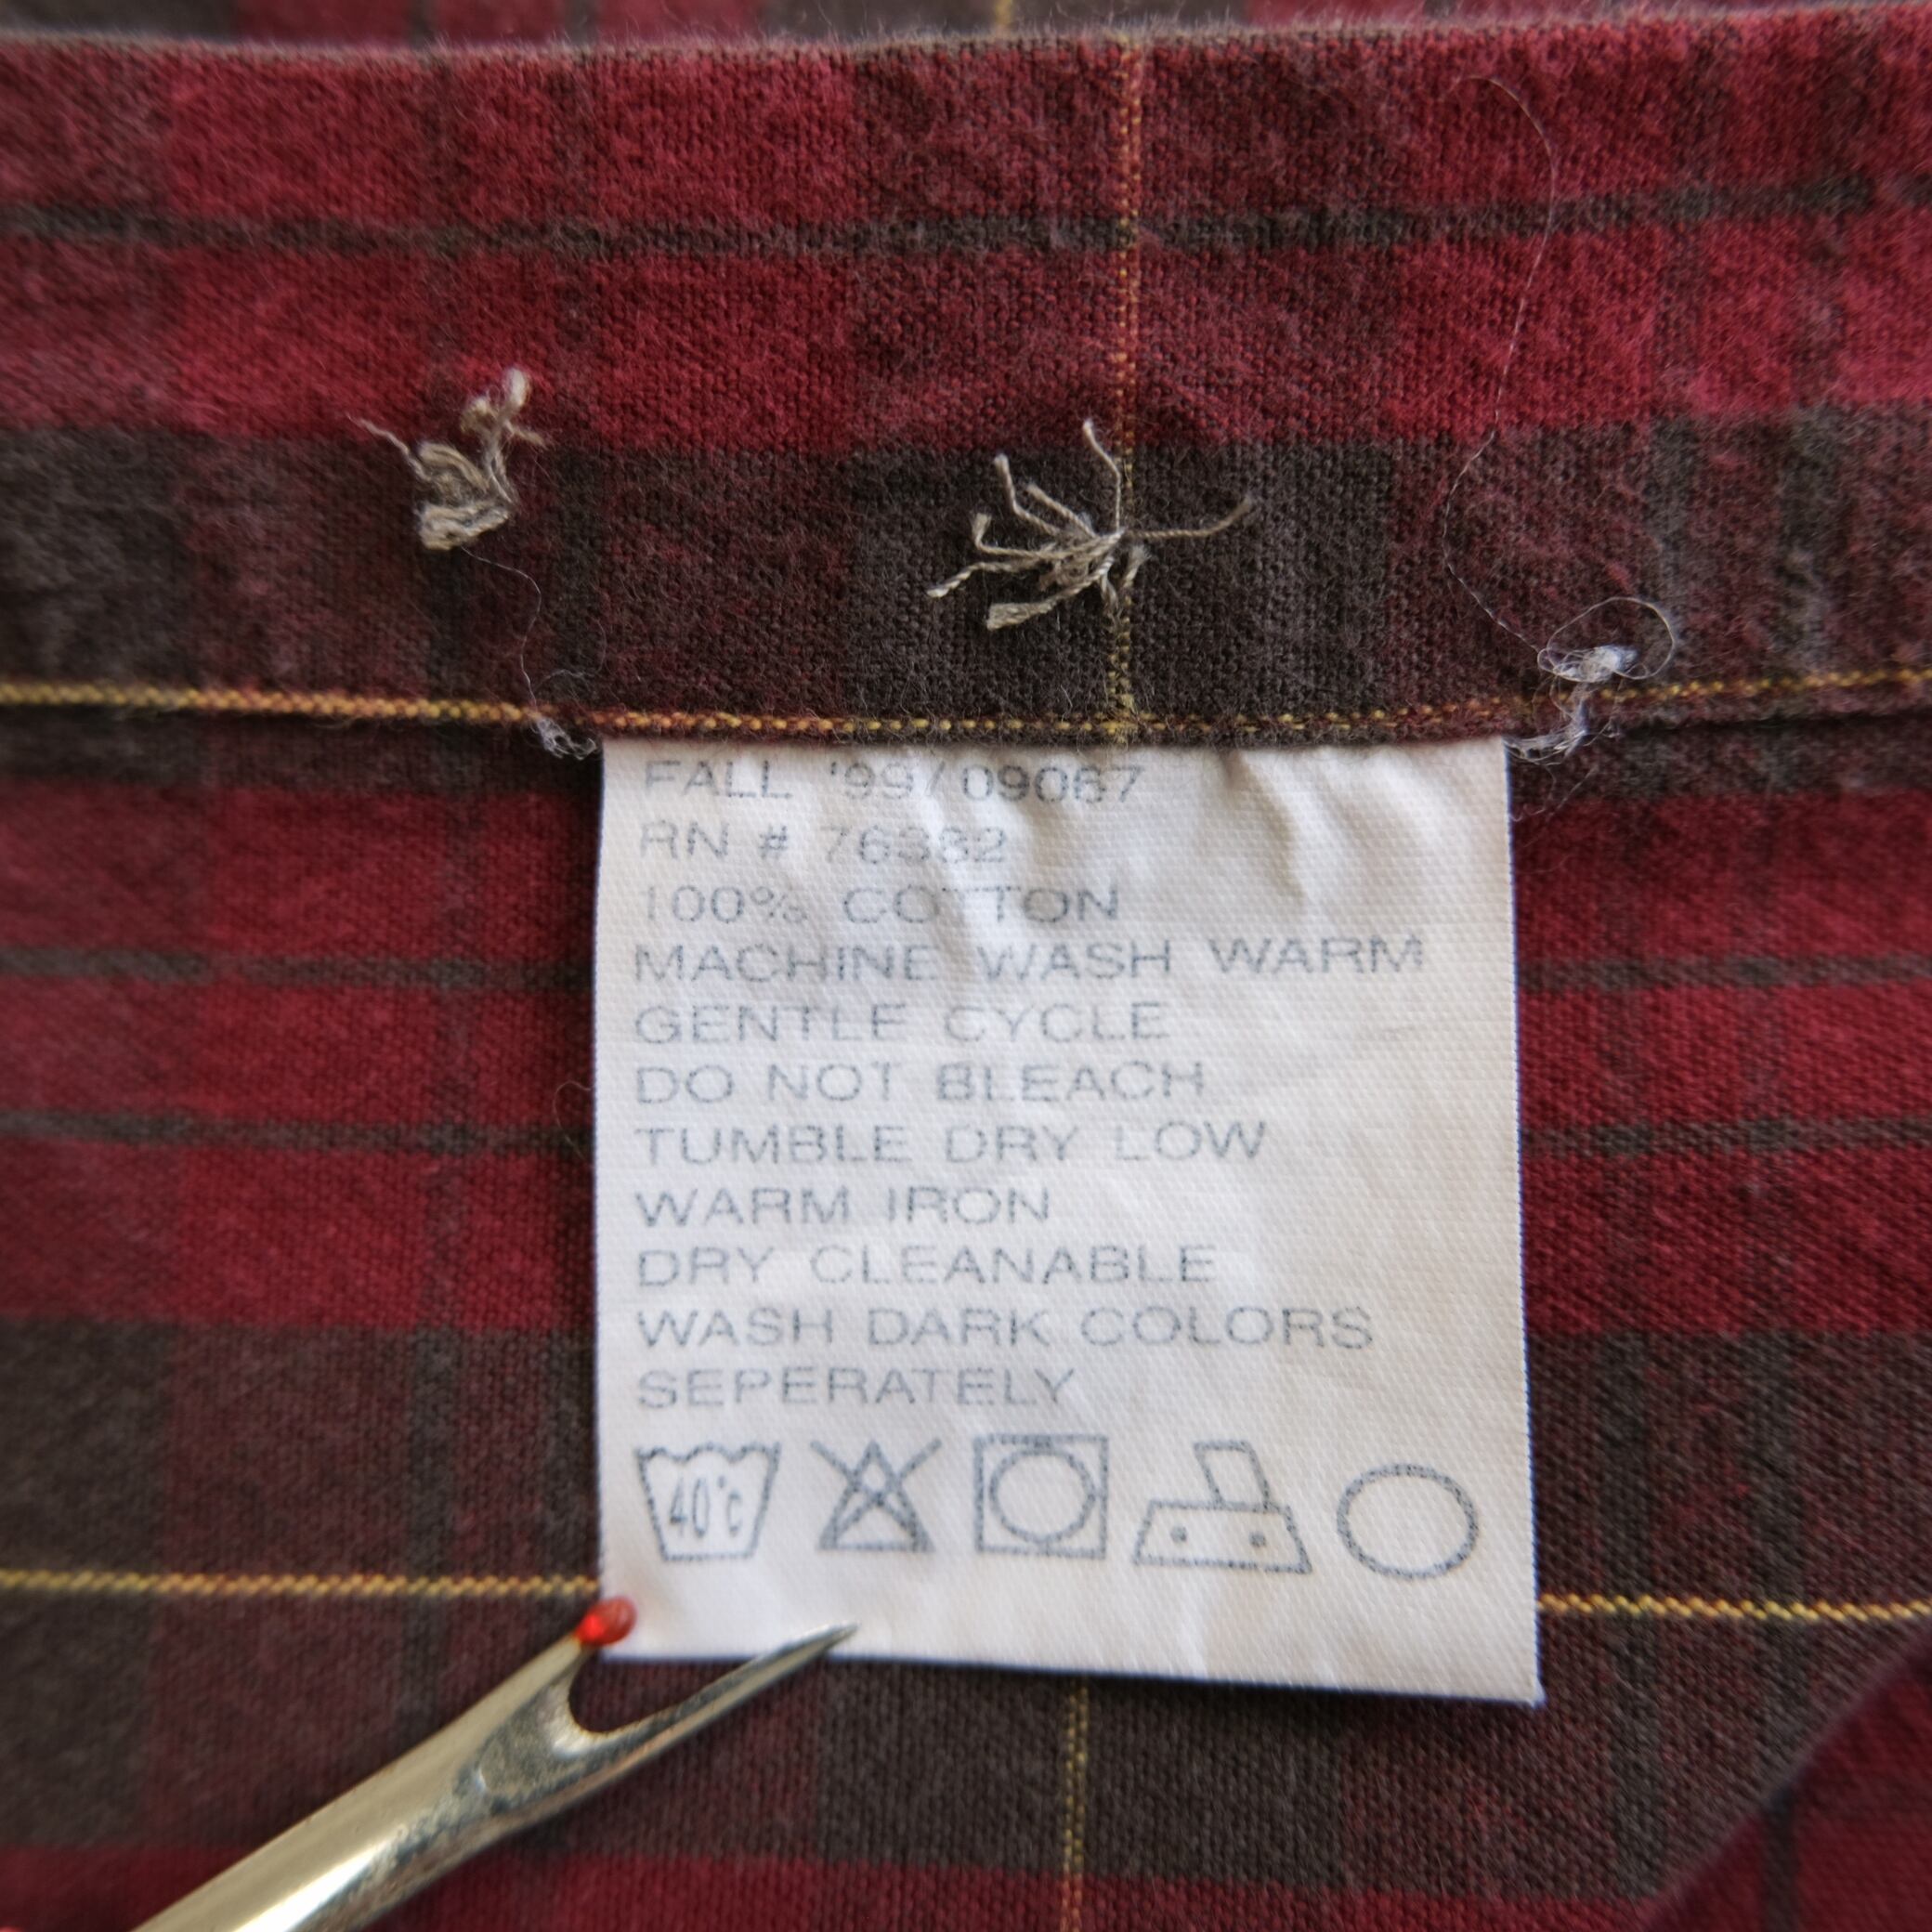 FALL '99/09067
RN # 76332
100% COTTON
MACHINE WASH WARM
GENTLE CYCLE
DO NOT BLEACH
TUMBLE DRY LOW
WARM IRON
DRY CLEANABLE
WASH DARK COLORS
SEPERATELY
40°C